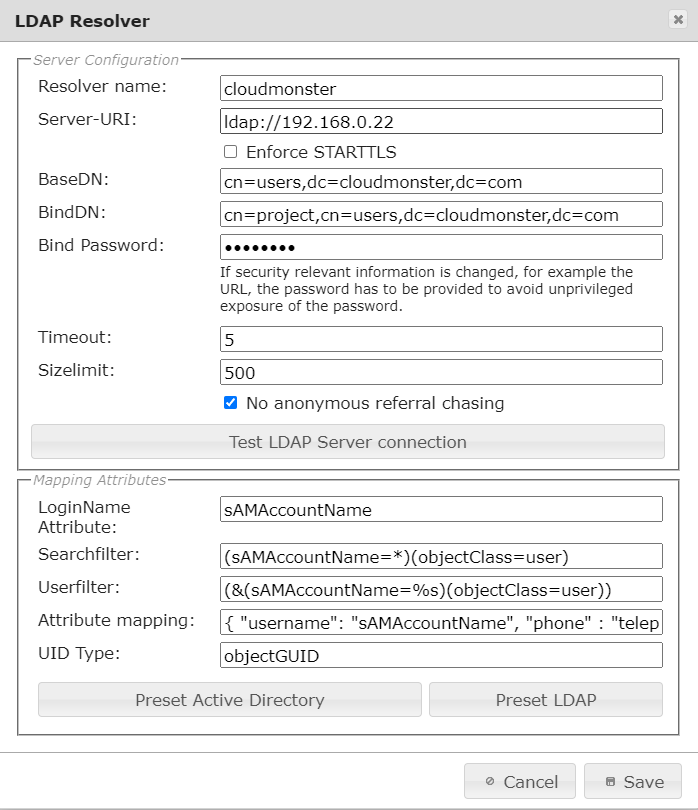 LDAP Resolver
Server Configuration
Resolver name: cloudmonster
Server-URI: ldap://192.168.0.22
Enforce STARTTLS
BaseDN: cn=users,dc=cloudmonster,dc=com
BindDN: cn=project,cn=users,dc=cloudmonster,dc=com
Bind Password: ••••••••
If security relevant information is changed, for example the
URL, the password has to be provided to avoid unprivileged
exposure of the password.
Timeout: 5
Sizelimit: 500
No anonymous referral chasing
Test LDAP Server connection
Mapping Attributes
LoginName
Attribute: sAMAccountName
Searchfilter: (sAMAccountName=*)(objectClass=user)
Userfilter: (&(sAMAccountName=%s)(objectClass=user))
Attribute mapping: { "username": "sAMAccountName", "phone" : "telep
UID Type: objectGUID
Preset Active Directory Preset LDAP
Cancel Save